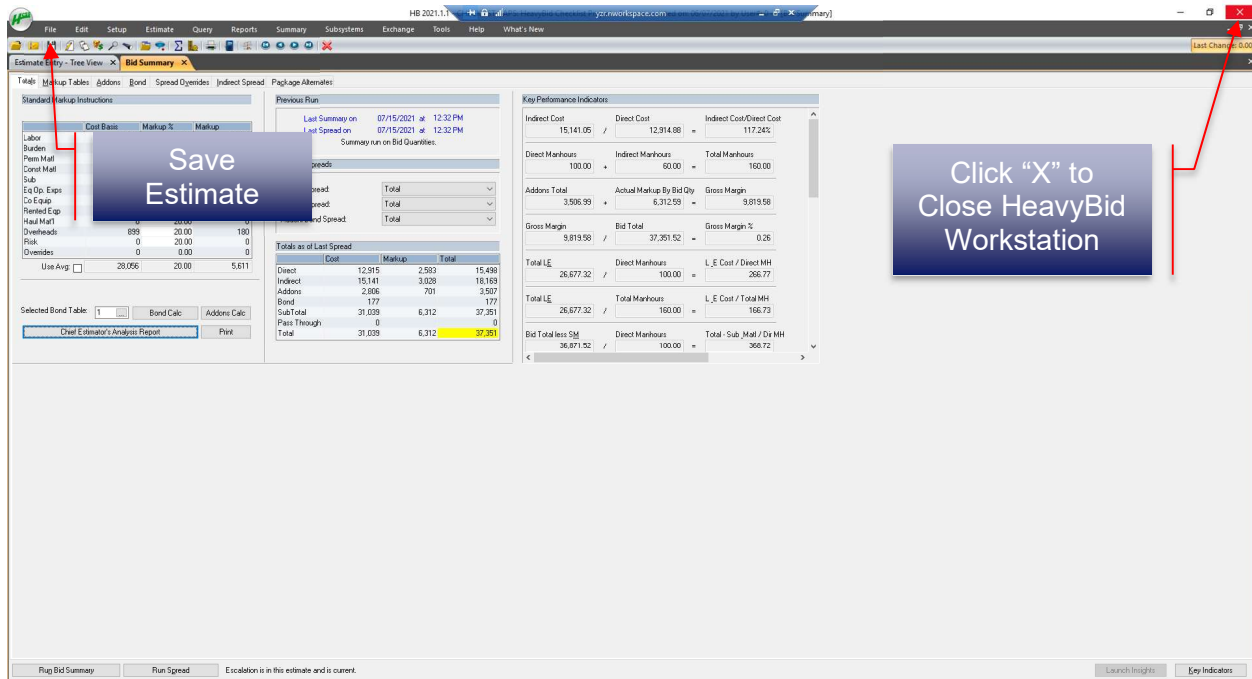 HB 2021.1.1 yzr.nworkspace.com mmary]
File Edit Setup Estimate Query Reports Summary Subsystems Exchange Tools Help What's New
Last Change: 0.00
Estimate Entry - Tree View X Bid Summary X
Totals Markup Tables Addons Bond Spread Overrides Indirect Spread Package Alternates
Standard Markup Instructions
Cost Basis Markup % Markup
Labor
Burden
Perm Matl
Const Matl
Sub
Eq Op. Exps
Co Equip
Rented Eqp
Haul Mat'l 0 20.00 0
Overheads 899 20.00 180
Risk 0 20.00 0
Overrides 0 0.00 0
Use Avg: 28,056 20.00 5,611
Selected Bond Table: 1 ... Bond Calc Addons Calc
Chief Estimator's Analysis Report Print
Save
Estimate
Previous Run
Last Summary on 07/15/2021 at 12:32 PM
Last Spread on 07/15/2021 at 12:32 PM
Summary run on Bid Quantities.
preads
pread: Total
pread: Total
nd Spread: Total
Totals as of Last Spread
Cost Markup Total
Direct 12,915 2,583 15,498
Indirect 15,141 3,028 18,169
Addons 2,806 701 3,507
Bond 177 177
SubTotal 31,039 6,312 37,351
Pass Through 0 0
Total 31,039 6,312 37,351
Key Performance Indicators
Indirect Cost Direct Cost Indirect Cost/Direct Cost
15,141.05 / 12,914.88 = 117.24%
Direct Manhours Indirect Manhours Total Manhours
100.00 + 60.00 = 160.00
Addons Total Actual Markup By Bid Qty Gross Margin
3,506.99 + 6,312.59 = 9,819.58
Gross Margin Bid Total Gross Margin %
9,819.58 / 37,351.52 = 0.26
Total LE Direct Manhours L_E Cost / Direct MH
26,677.32 / 100.00 = 266.77
Total LE Total Manhours L_E Cost / Total MH
26,677.32 / 160.00 = 166.73
Bid Total less SM Direct Manhours Total - Sub_Matl / Dir MH
36,871.52 / 100.00 = 368.72
Click “X” to
Close HeavyBid
Workstation
Run Bid Summary Run Spread Escalation is in this estimate and is current. Launch Insights Key Indicators